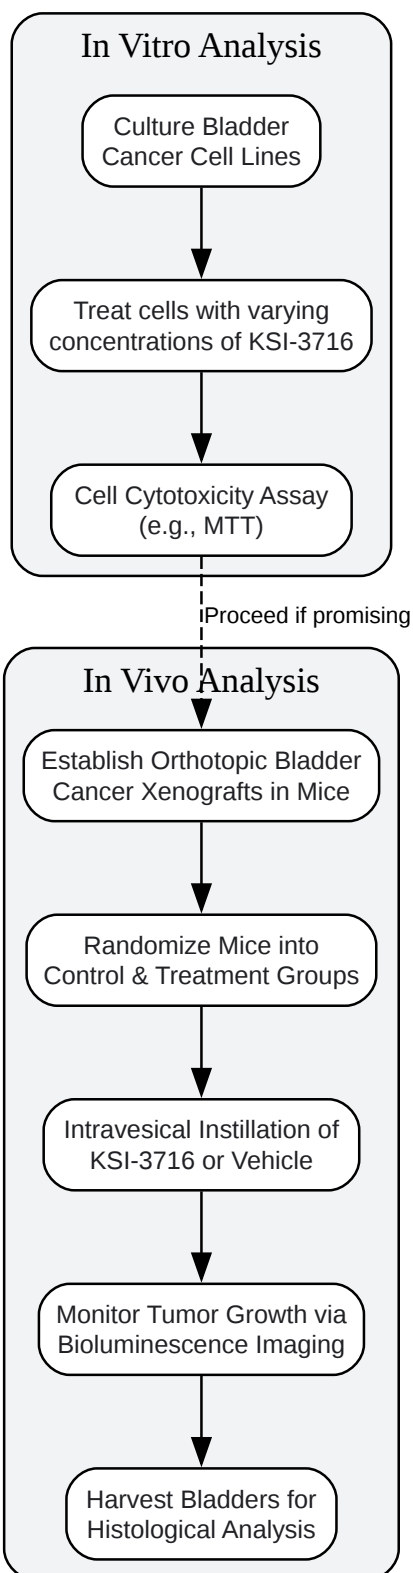 In Vitro Analysis
Culture Bladder
Cancer Cell Lines
Treat cells with varying
concentrations of KSI-3716
Cell Cytotoxicity Assay
(e.g., MTT)
Proceed if promising
In Vivo Analysis
Establish Orthotopic Bladder
Cancer Xenografts in Mice
Randomize Mice into
Control & Treatment Groups
Intravesical Instillation of
KSI-3716 or Vehicle
Monitor Tumor Growth via
Bioluminescence Imaging
Harvest Bladders for
Histological Analysis